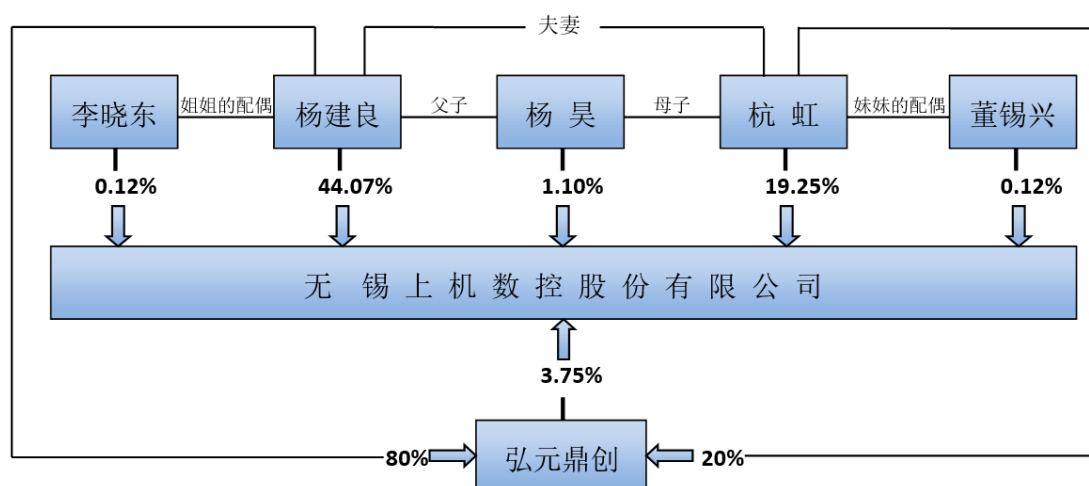 夫妻
李晓东
姐姐的配偶
杨建良
父子
杨 昊
母子
杭 虹
妹妹的配偶
董锡兴
0.12%
44.07%
1.10%
19.25%
0.12%
无 锡 上 机 数 控 股 份 有 限 公 司
3.75%
80%
弘元鼎创
20%